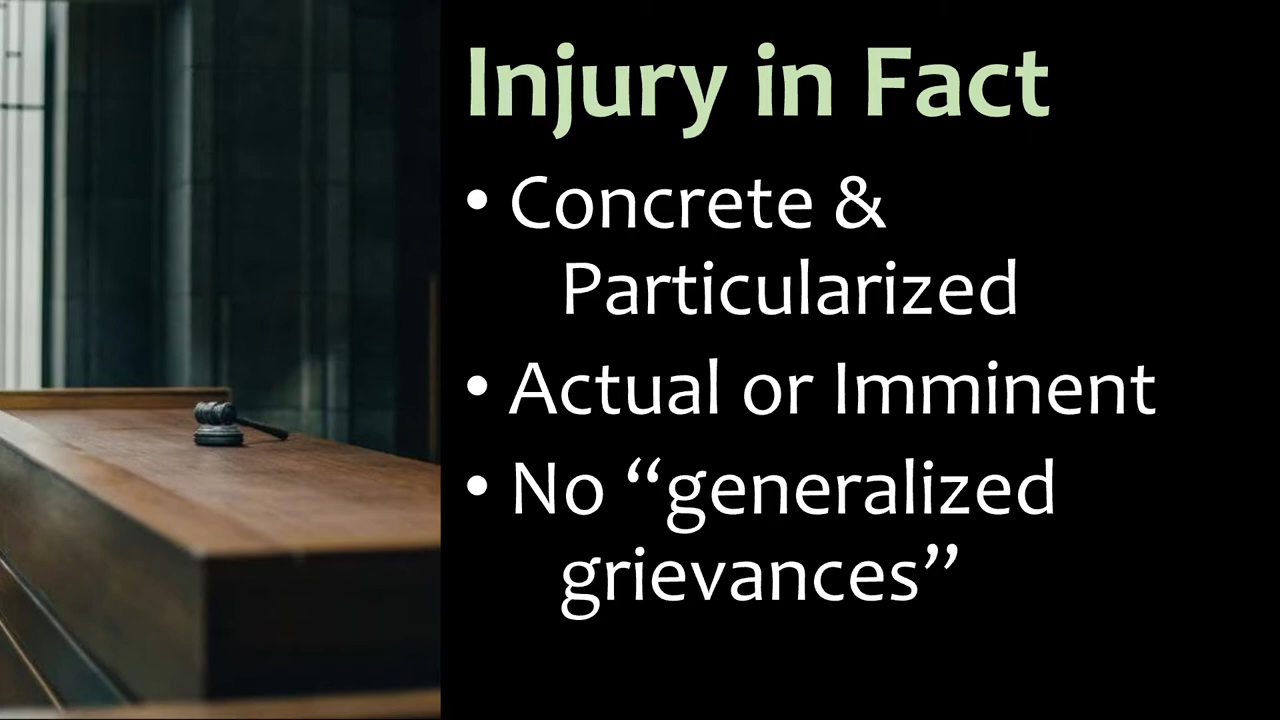 Injury in Fact
• Concrete &
Particularized
• Actual or Imminent
• No “generalized
grievances”